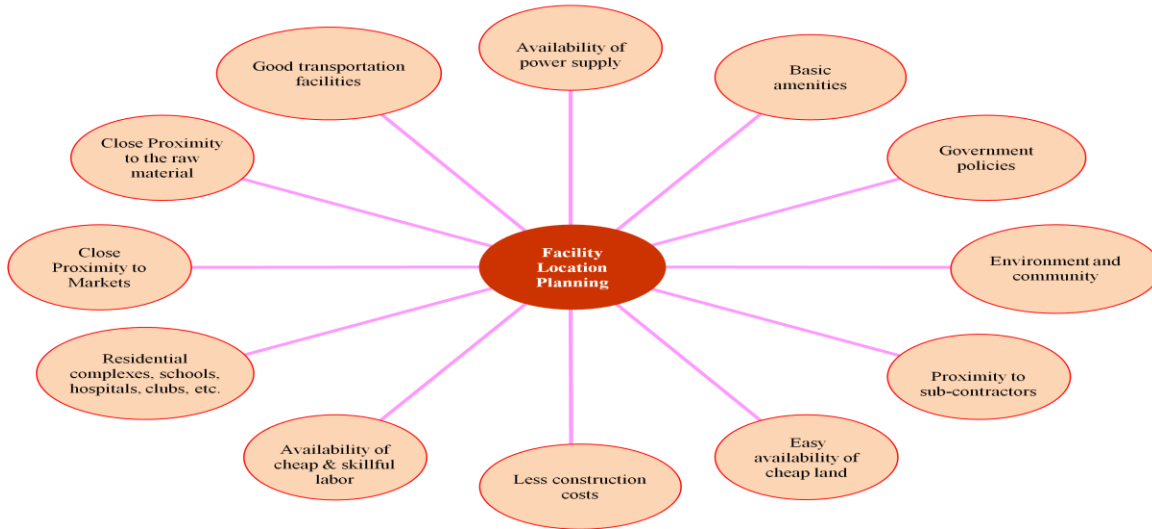 Availability of
power supply
Good transportation
facilities
Basic
amenities
Close Proximity
to the raw
material
Government
policies
Close
Proximity to
Markets
Facility
Location
Planning
Environment and
community
Residential
complexes, schools,
hospitals, clubs, etc.
Proximity to
sub-contractors
Availability of
cheap & skillful
labor
Easy
availability of
cheap land
Less construction
costs